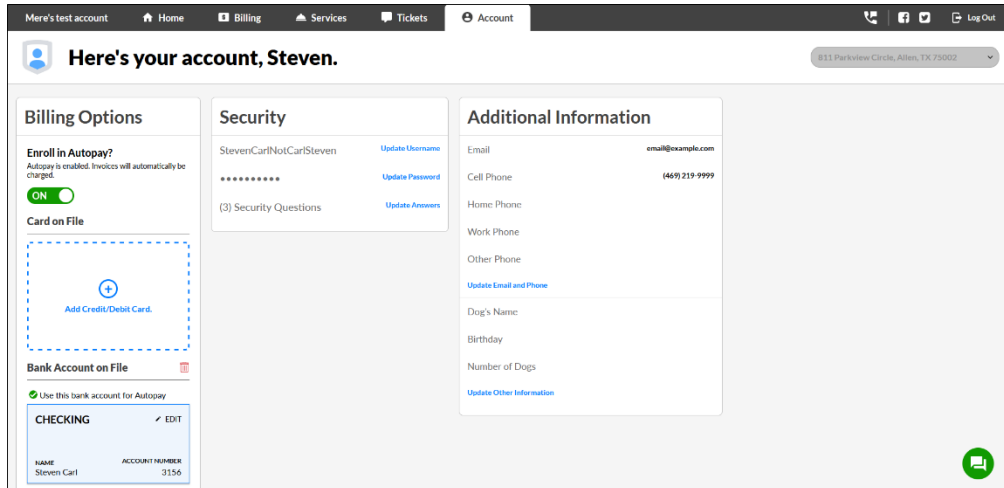 Mere's test account Home Billing Services Tickets Account Log Out
Here's your account, Steven.
811 Parkview Circle, Allen, TX 75002
Billing Options
Enroll in Autopay?
Autopay is enabled. Invoices will automatically be
charged.
ON
Card on File
Add Credit/Debit Card.
Bank Account on File
Use this bank account for Autopay
CHECKING EDIT
NAME ACCOUNT NUMBER
Steven Carl 3156
Security
StevenCarlNotCarlSteven Update Username
•••••••••• Update Password
(3) Security Questions Update Answers
Additional Information
Email email@example.com
Cell Phone (469) 219-9999
Home Phone
Work Phone
Other Phone
Update Email and Phone
Dog's Name
Birthday
Number of Dogs
Update Other Information